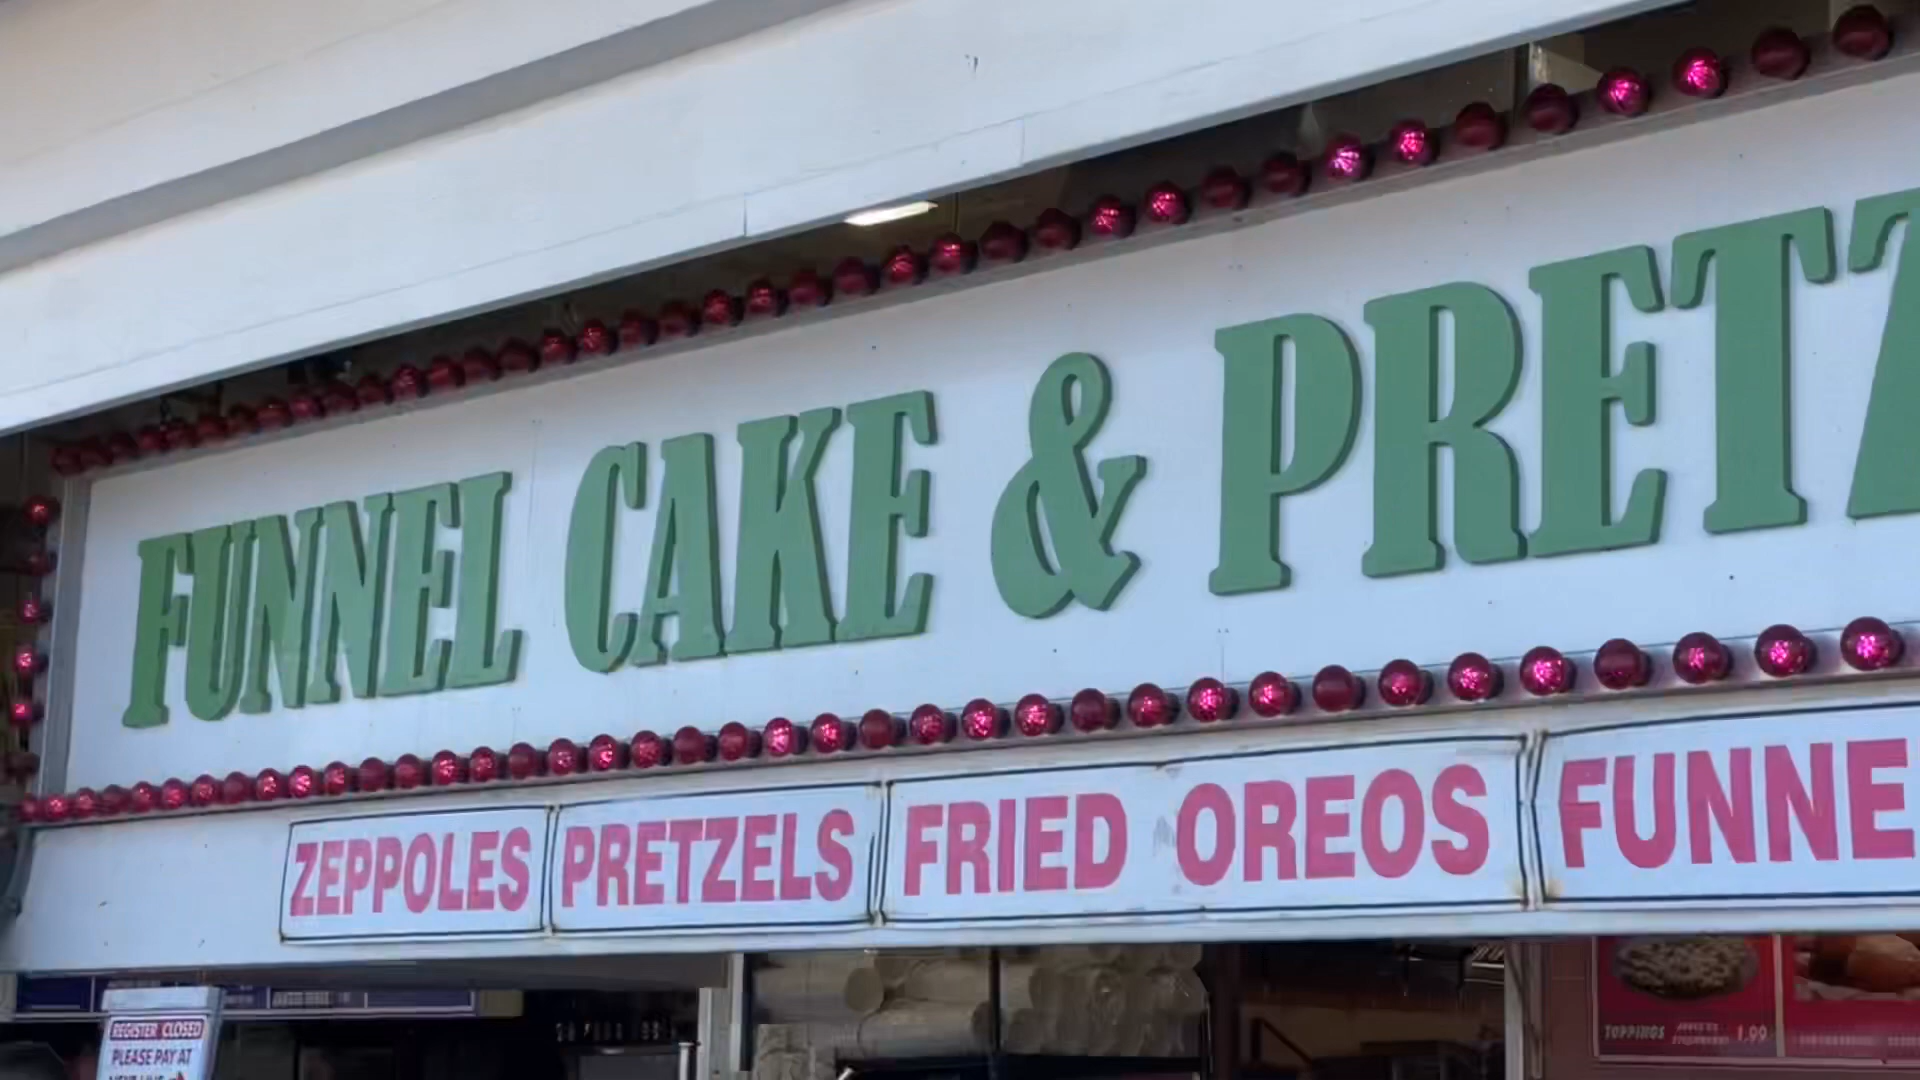 FUNNEL CAKE & PRETZ
ZEPPOLES PRETZELS FRIED OREOS FUNNE
REGISTER CLOSED
PLEASE PAY AT
TOPPINGS 1.99